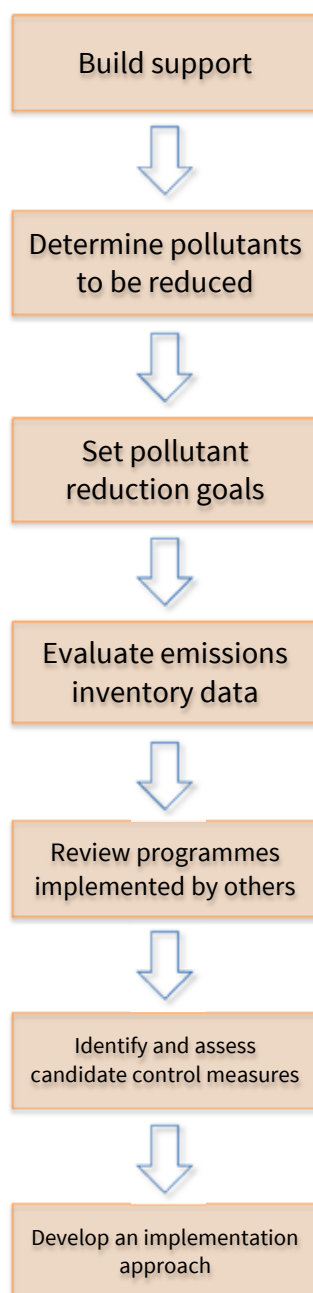 Build support
Determine pollutants
to be reduced
Set pollutant
reduction goals
Evaluate emissions
inventory data
Review programmes
implemented by others
Identify and assess
candidate control measures
Develop an implementation
approach